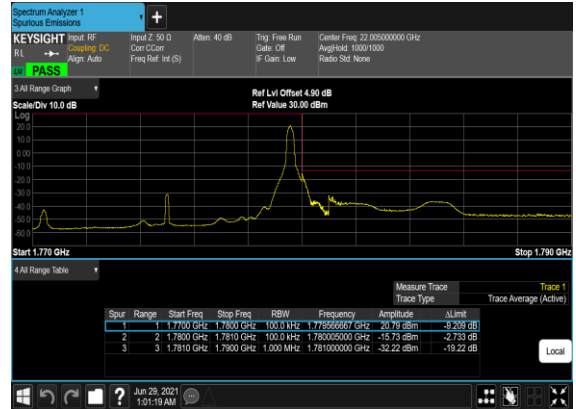 Spectrum Analyzer 1
Spurious Emissions
KEYSIGHT Input: RF Input Z: 50 Ω Atten: 40 dB Trig: Free Run Center Freq: 22.005000000 GHz
R L Coupling: DC Corr CCorr Gate: Off Avg|Hold: 1000/1000
Align: Auto Freq Ref: Int (S) IF Gain: Low Radio Std: None
LXI PASS
3 All Range Graph
Ref Lvl Offset 4.90 dB
Scale/Div 10.0 dB Ref Value 30.00 dBm
Log
20.0
10.0
0.00
-10.0
-20.0
-30.0
-40.0
-50.0
-60.0
Start 1.770 GHz Stop 1.790 GHz
4 All Range Table
Measure Trace Trace 1
Trace Type Trace Average (Active)
Spur Range Start Freq Stop Freq RBW Frequency Amplitude ΔLimit
1 1 1.7700 GHz 1.7800 GHz 100.0 kHz 1.779566667 GHz 20.79 dBm -9.209 dB
2 2 1.7800 GHz 1.7810 GHz 100.0 kHz 1.780005000 GHz -15.73 dBm -2.733 dB
3 3 1.7810 GHz 1.7900 GHz 1.000 MHz 1.781000000 GHz -32.22 dBm -19.22 dB
Local
? Jun 29, 2021
1:01:19 AM